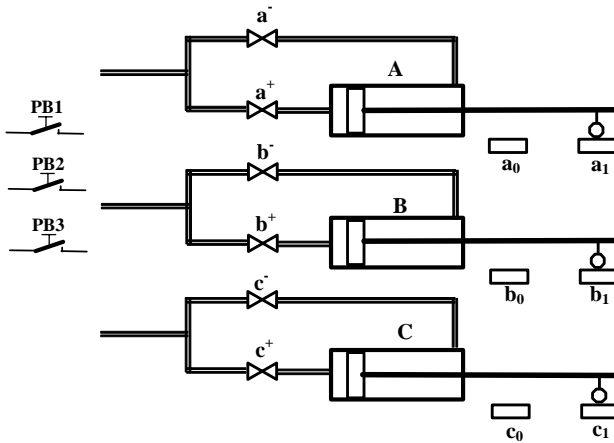 a⁻
A
PB1
a⁺
a₀ a₁
PB2
b⁻
B
PB3
b⁺
b₀ b₁
c⁻
C
c⁺
c₀ c₁